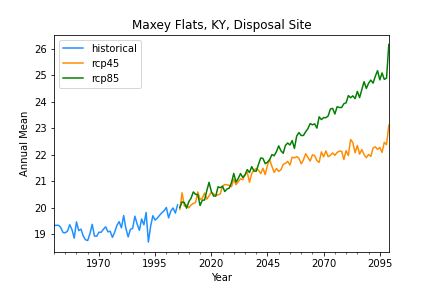 Maxey Flats, KY, Disposal Site
historical
rcp45
rcp85
Annual Mean
26
25
24
23
22
21
20
19
1970 1995 2020 2045 2070 2095
Year